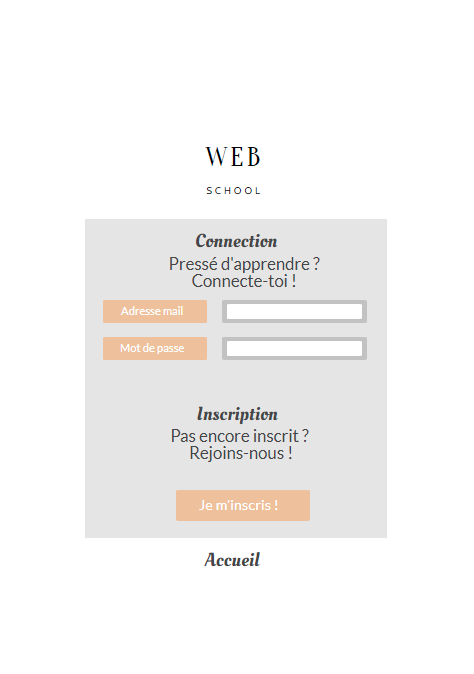 WEB
SCHOOL
Connection
Pressé d'apprendre ?
Connecte-toi !
Adresse mail
Mot de passe
Inscription
Pas encore inscrit ?
Rejoins-nous !
Je m'inscris !
Accueil